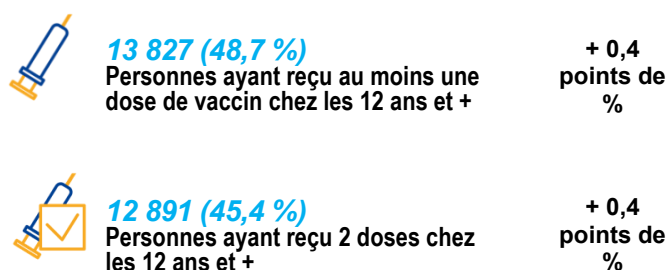 13 827 (48,7 %)
Personnes ayant reçu au moins une
dose de vaccin chez les 12 ans et +
+ 0,4
points de
%
12 891 (45,4 %)
Personnes ayant reçu 2 doses chez
les 12 ans et +
+ 0,4
points de
%